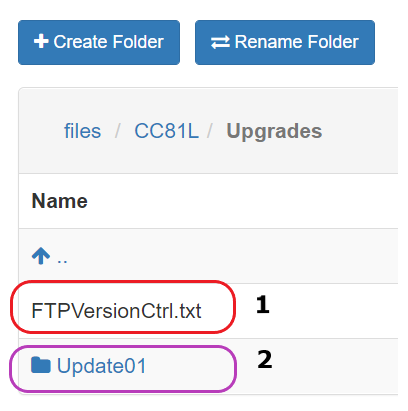 Create Folder Rename Folder
files / CC81L / Upgrades
Name
..
FTPVersionCtrl.txt 1
Update01 2